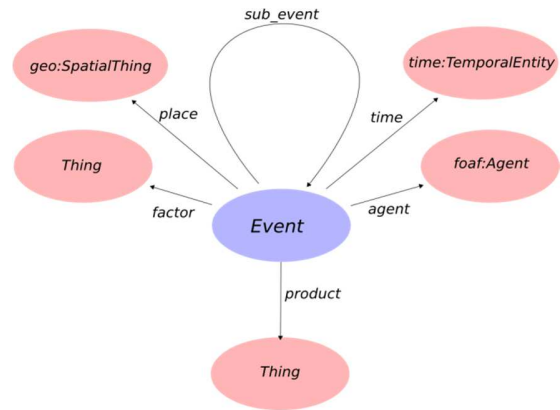 sub_event
geo:SpatialThing
time:TemporalEntity
place
time
Thing
foaf:Agent
factor
agent
Event
product
Thing